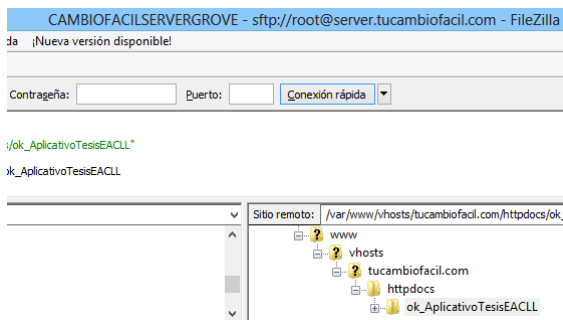 CAMBIOFACILSERVERGROVE - sftp://root@server.tucambiofacil.com - FileZilla
da ¡Nueva versión disponible!
Contraseña: Puerto: Conexión rápida
s/ok_AplicativoTesisEACLL"
ok_AplicativoTesisEACLL
Sitio remoto: /var/www/vhosts/tucambiofacil.com/httpdocs/ok_
www
vhosts
tucambiofacil.com
httpdocs
ok_AplicativoTesisEACLL